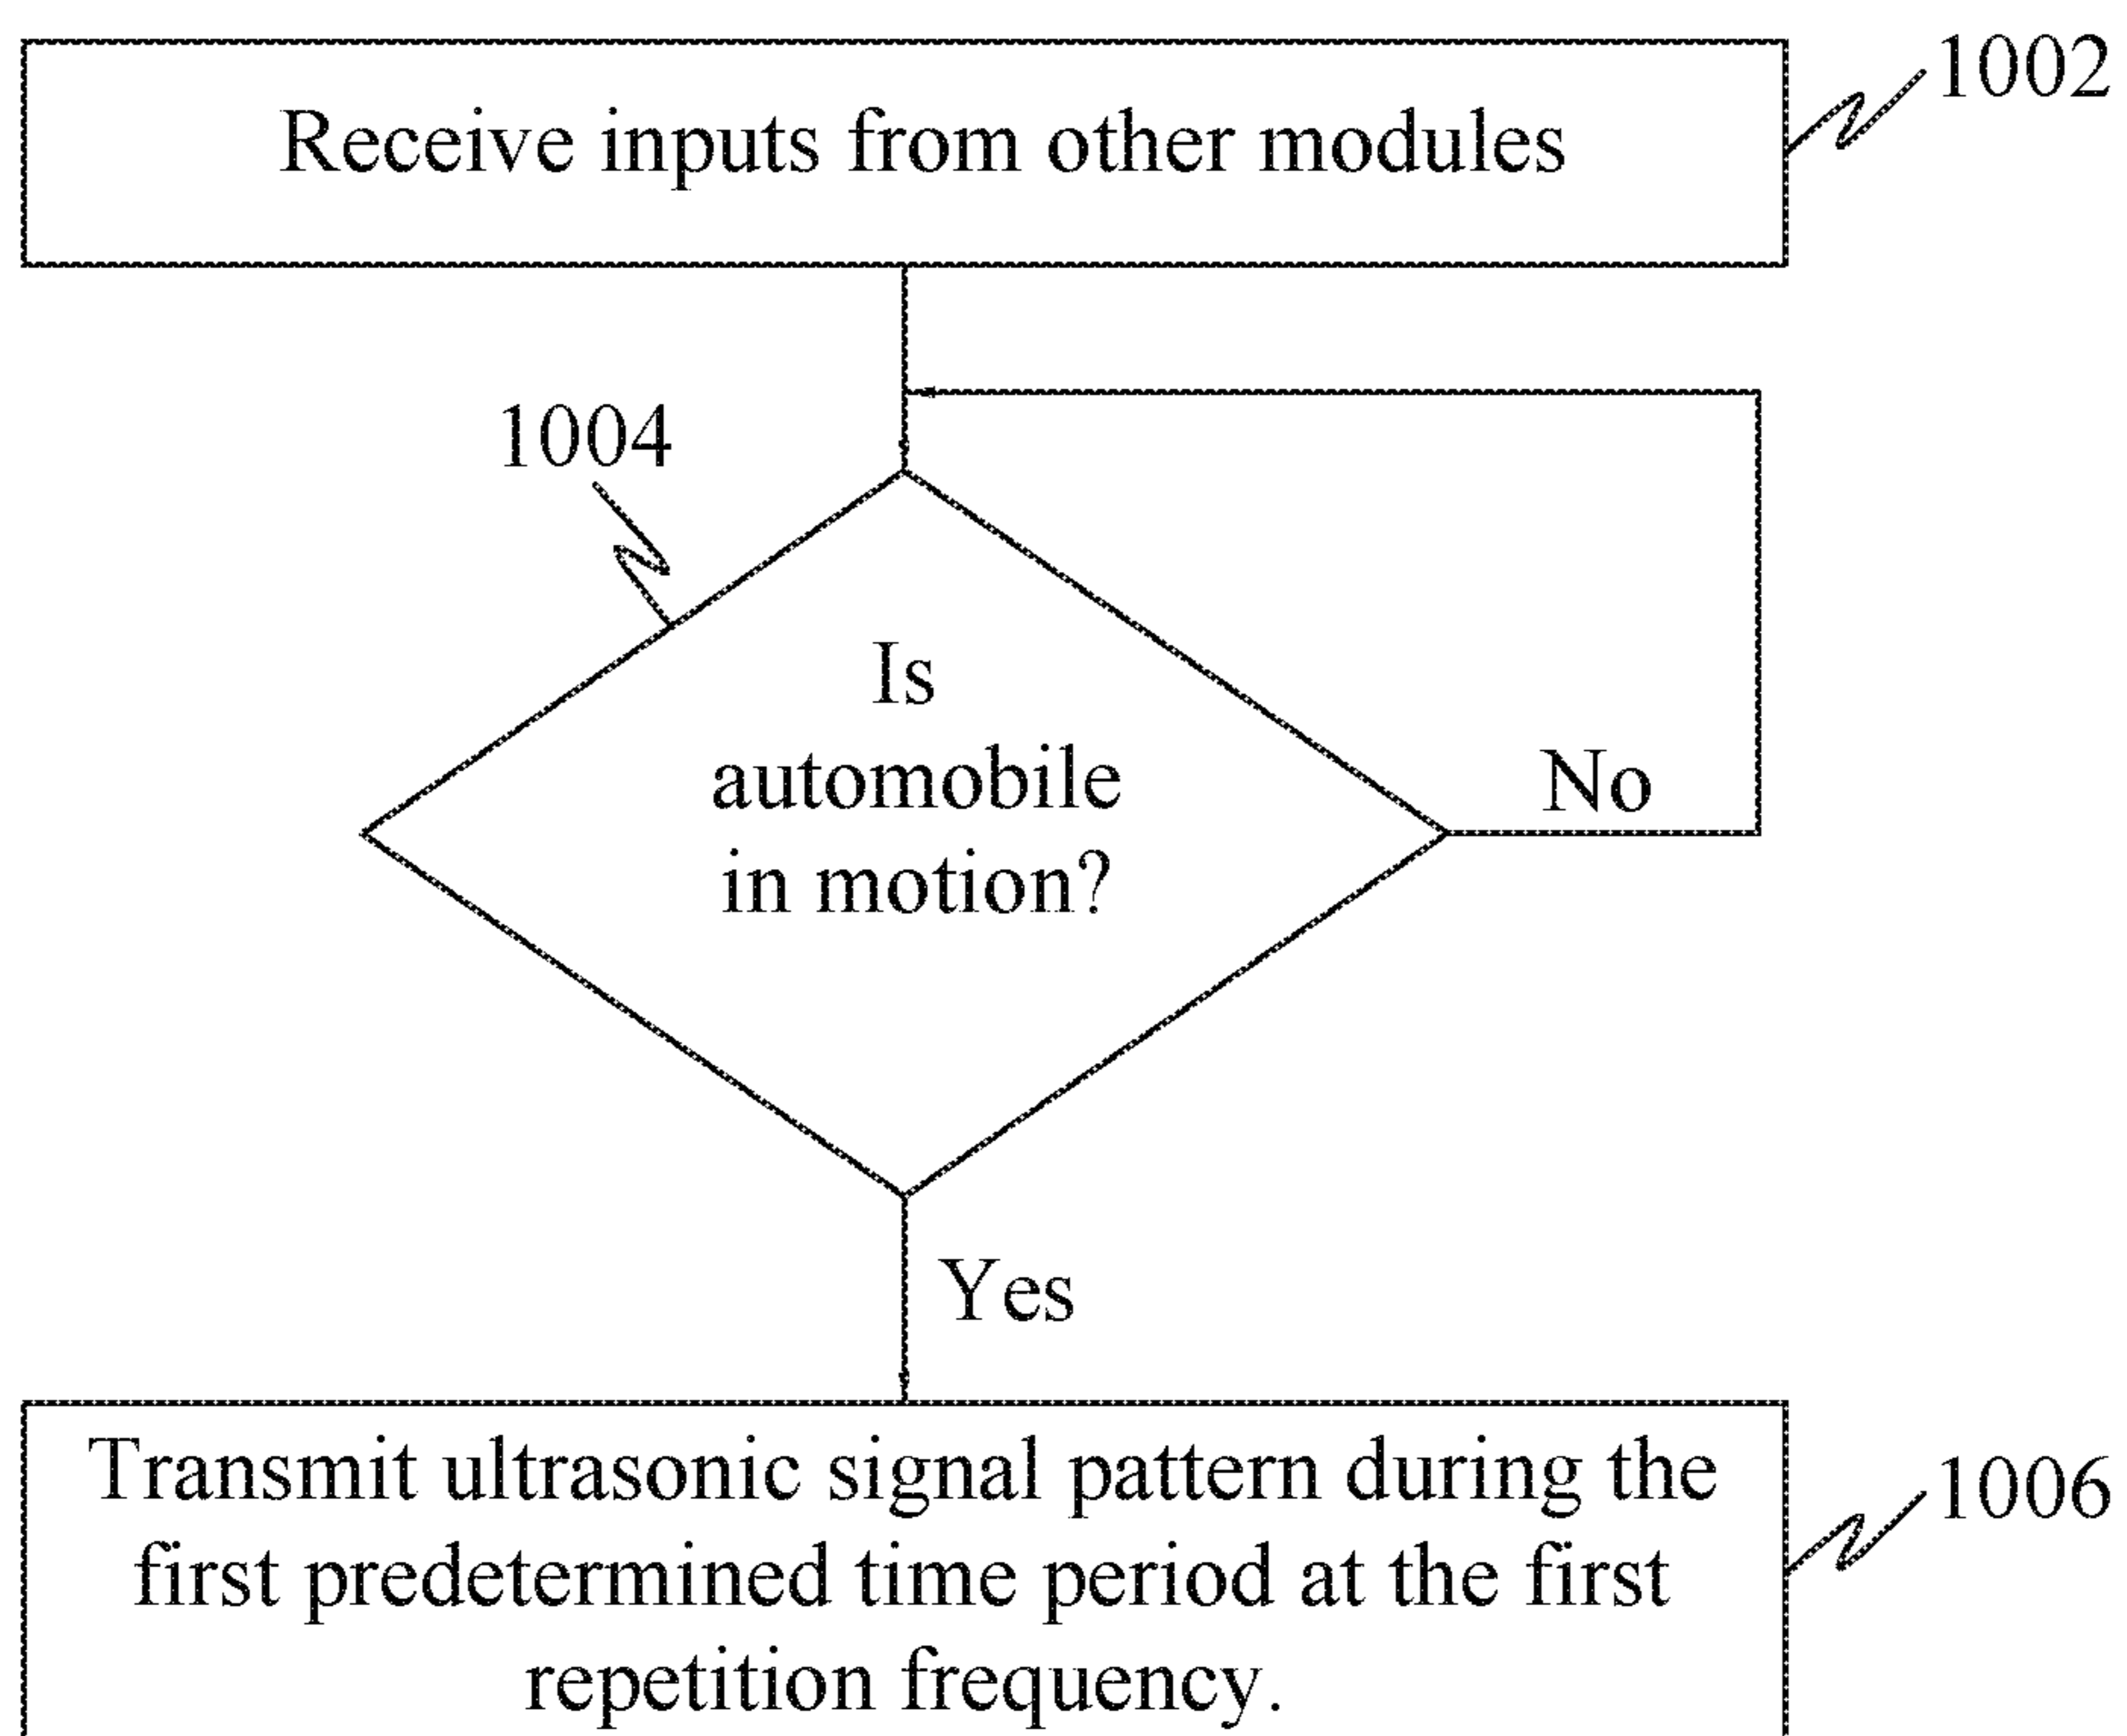 Receive inputs from other modules
1002
1004
Is
automobile
in motion?
No
Yes
Transmit ultrasonic signal pattern during the
first predetermined time period at the first
repetition frequency.
1006